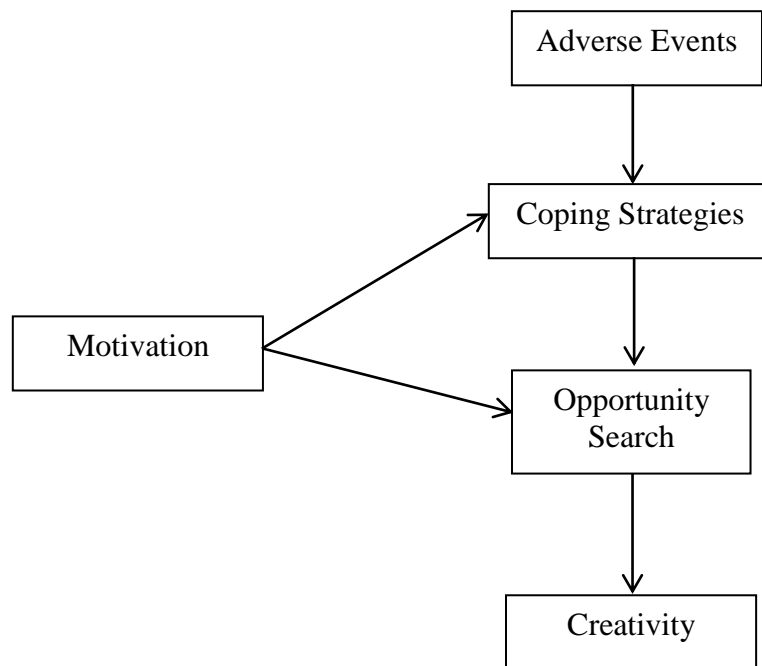 Adverse Events
Coping Strategies
Motivation
Opportunity
Search
Creativity